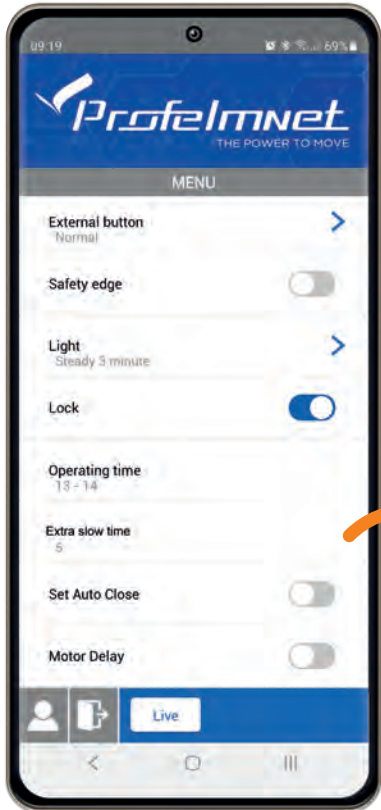 09:19 69%
Profelmnet
THE POWER TO MOVE
MENU
External button
Normal
Safety edge
Light
Steady 3 minute
Lock
Operating time
13 - 14
Extra slow time
5
Set Auto Close
Motor Delay
Live